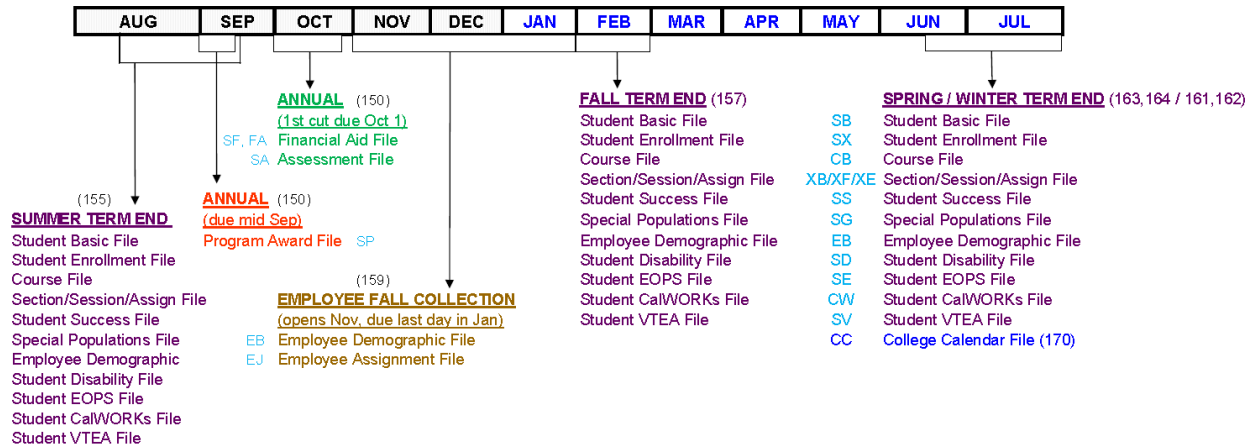 AUG SEP OCT NOV DEC JAN FEB MAR APR MAY JUN JUL
ANNUAL (150)
(1st cut due Oct 1)
SF, FA Financial Aid File
SA Assessment File
FALL TERM END (157)
Student Basic File
Student Enrollment File
Course File
Section/Session/Assign File
Student Success File
Special Populations File
Employee Demographic File
Student Disability File
Student EOPS File
Student CalWORKs File
Student VTEA File
SPRING / WINTER TERM END (163,164 / 161,162)
SB Student Basic File
SX Student Enrollment File
CB Course File
XB/XF/XE Section/Session/Assign File
SS Student Success File
SG Special Populations File
EB Employee Demographic File
SD Student Disability File
SE Student EOPS File
CW Student CalWORKs File
SV Student VTEA File
CC College Calendar File (170)
(155)
SUMMER TERM END
Student Basic File
Student Enrollment File
Course File
Section/Session/Assign File
Student Success File
Special Populations File
Employee Demographic
Student Disability File
Student EOPS File
Student CalWORKs File
Student VTEA File
ANNUAL (150)
(due mid Sep)
Program Award File SP
(159)
EMPLOYEE FALL COLLECTION
(opens Nov, due last day in Jan)
EB Employee Demographic File
EJ Employee Assignment File